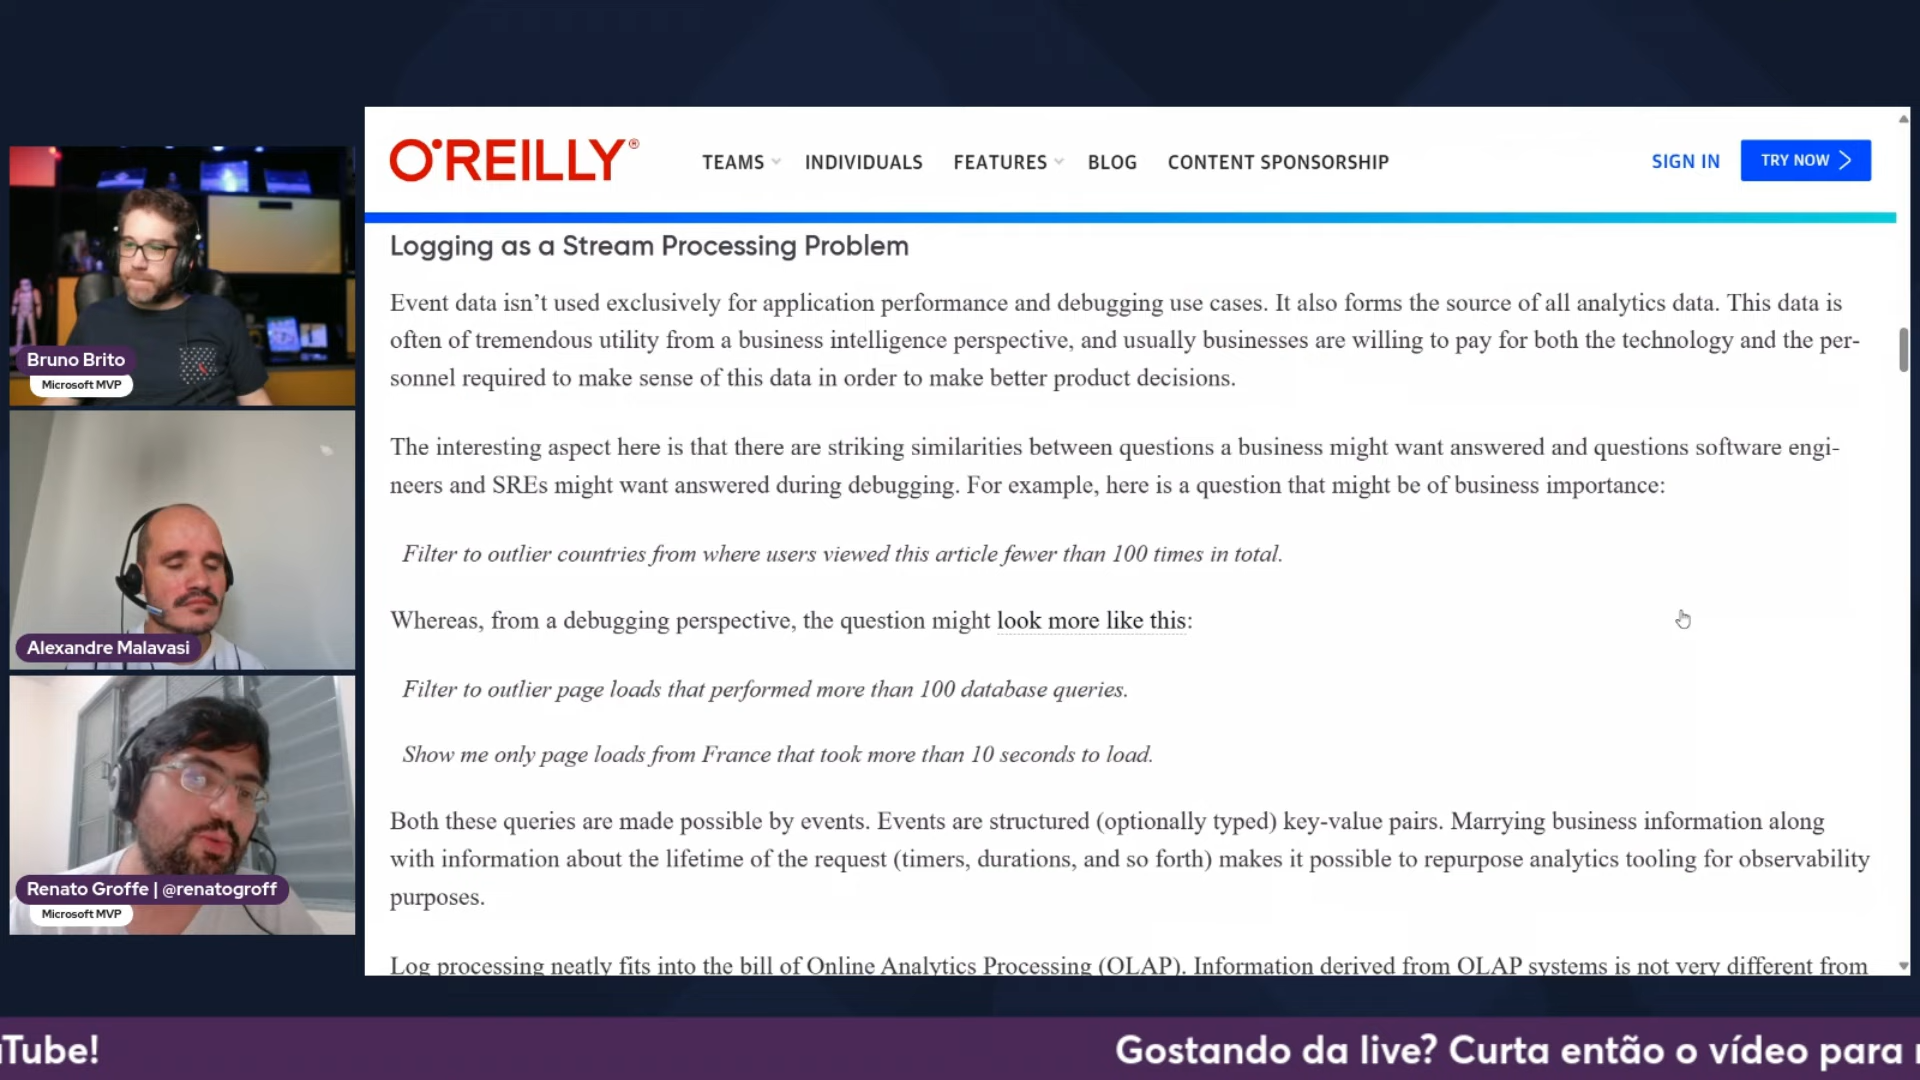 O'REILLY®
TEAMS INDIVIDUALS FEATURES BLOG CONTENT SPONSORSHIP
SIGN IN TRY NOW
Logging as a Stream Processing Problem
Event data isn’t used exclusively for application performance and debugging use cases. It also forms the source of all analytics data. This data is
often of tremendous utility from a business intelligence perspective, and usually businesses are willing to pay for both the technology and the per-
sonnel required to make sense of this data in order to make better product decisions.
The interesting aspect here is that there are striking similarities between questions a business might want answered and questions software engi-
neers and SREs might want answered during debugging. For example, here is a question that might be of business importance:
Filter to outlier countries from where users viewed this article fewer than 100 times in total.
Whereas, from a debugging perspective, the question might look more like this:
Filter to outlier page loads that performed more than 100 database queries.
Show me only page loads from France that took more than 10 seconds to load.
Both these queries are made possible by events. Events are structured (optionally typed) key-value pairs. Marrying business information along
with information about the lifetime of the request (timers, durations, and so forth) makes it possible to repurpose analytics tooling for observability
purposes.
Log processing neatly fits into the bill of Online Analytics Processing (OLAP). Information derived from OLAP systems is not very different from
Bruno Brito
Microsoft MVP
Alexandre Malavasi
Renato Groffe | @renatogroff
Microsoft MVP
Tube!
Gostando da live? Curta então o vídeo para